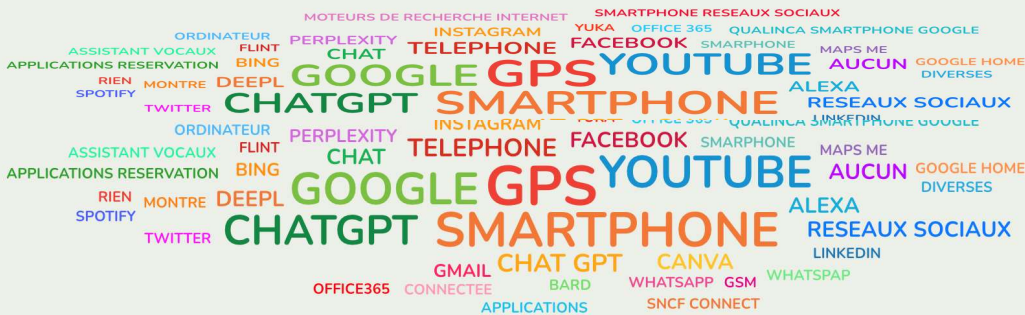 MOTEURS DE RECHERCHE INTERNET SMARTPHONE RESEAUX SOCIAUX
ORDINATEUR INSTAGRAM YUKA OFFICE 365 QUALINCA SMARTPHONE GOOGLE
ASSISTANT VOCAUX FLINT PERPLEXITY CHAT TELEPHONE FACEBOOK SMARPHONE MAPS ME
APPLICATIONS RESERVATION BING GOOGLE GPS YOUTUBE AUCUN GOOGLE HOME
RIEN MONTRE DEEPL ALEXA DIVERSES
SPOTIFY TWITTER CHATGPT SMARTPHONE RESEAUX SOCIAUX
LINKEDIN
ORDINATEUR INSTAGRAM YUKA OFFICE 365 QUALINCA SMARTPHONE GOOGLE
ASSISTANT VOCAUX FLINT PERPLEXITY CHAT TELEPHONE FACEBOOK SMARPHONE MAPS ME
APPLICATIONS RESERVATION BING GOOGLE GPS YOUTUBE AUCUN GOOGLE HOME
RIEN MONTRE DEEPL ALEXA DIVERSES
SPOTIFY TWITTER CHATGPT SMARTPHONE RESEAUX SOCIAUX
LINKEDIN
GMAIL CHAT GPT CANVA WHATSPAP
OFFICE365 CONNECTEE BARD WHATSAPP GSM
APPLICATIONS SNCF CONNECT